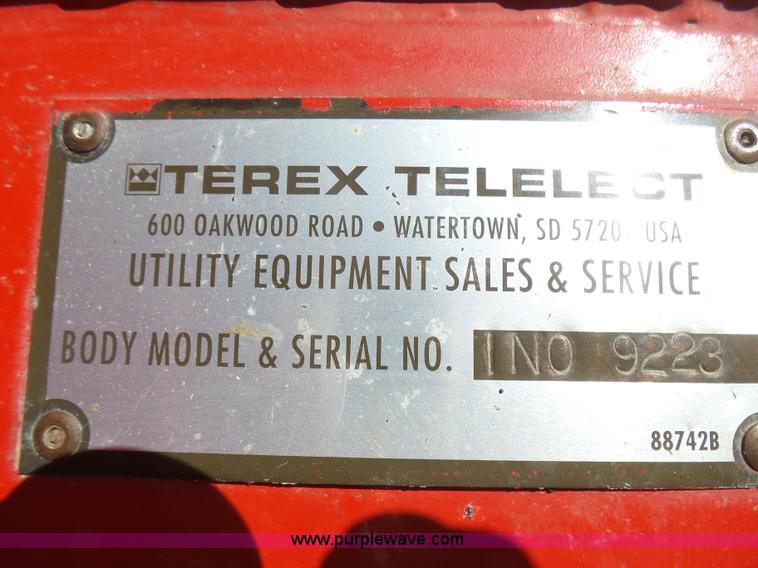 TEREX TELELECT
600 OAKWOOD ROAD • WATERTOWN, SD USA
UTILITY EQUIPMENT SALES & SERVICE
BODY MODEL & SERIAL NO. INO 9223
88742B
www.purplewave.com